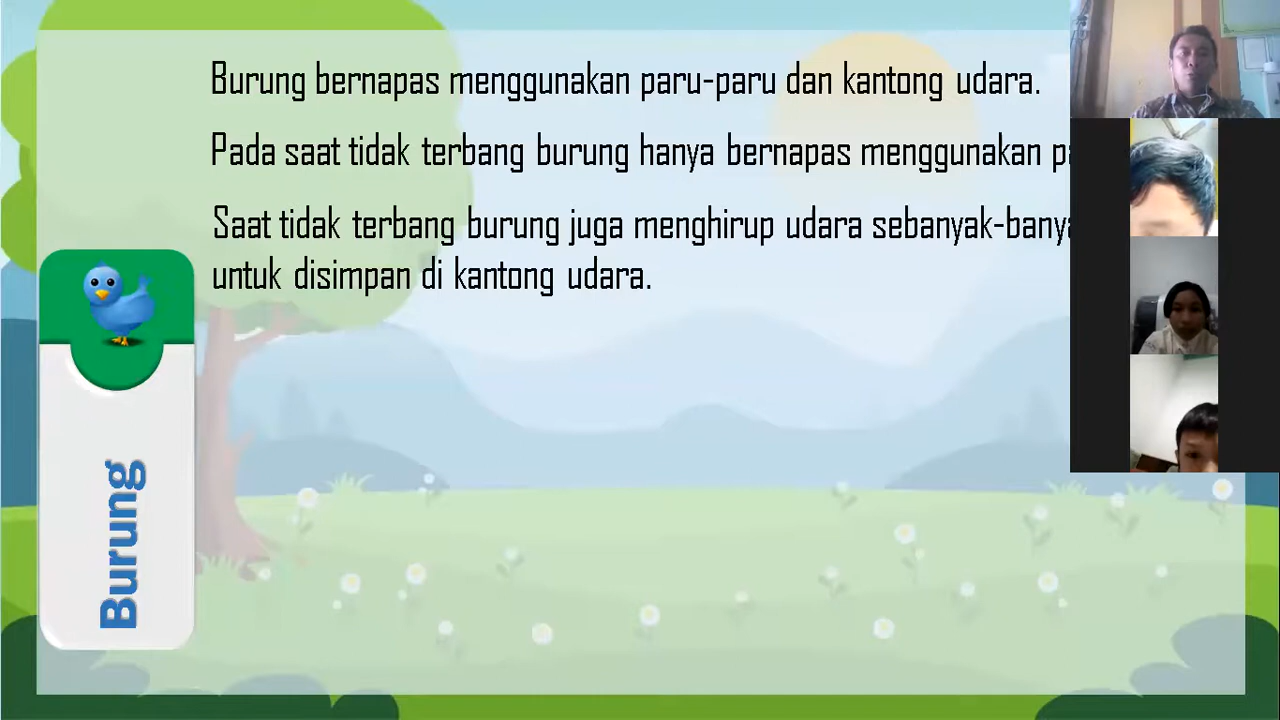 Burung bernapas menggunakan paru-paru dan kantong udara.
Pada saat tidak terbang burung hanya bernapas menggunakan
Saat tidak terbang burung juga menghirup udara
untuk disimpan di kantong udara.
Burung